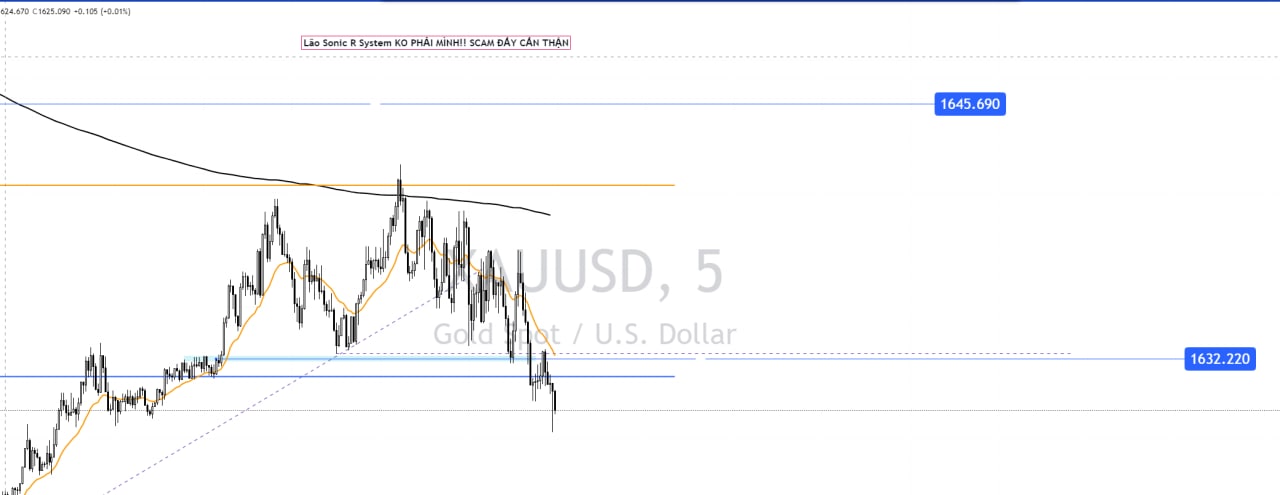 624.670 C1625.090 +0.105 (+0.01%)
Lão Sonic R System KO PHẢI MÌNH!! SCAM ĐẤY CẨN THẬN
1645.690
XAUUSD, 5
Gold Spot / U.S. Dollar
1632.220